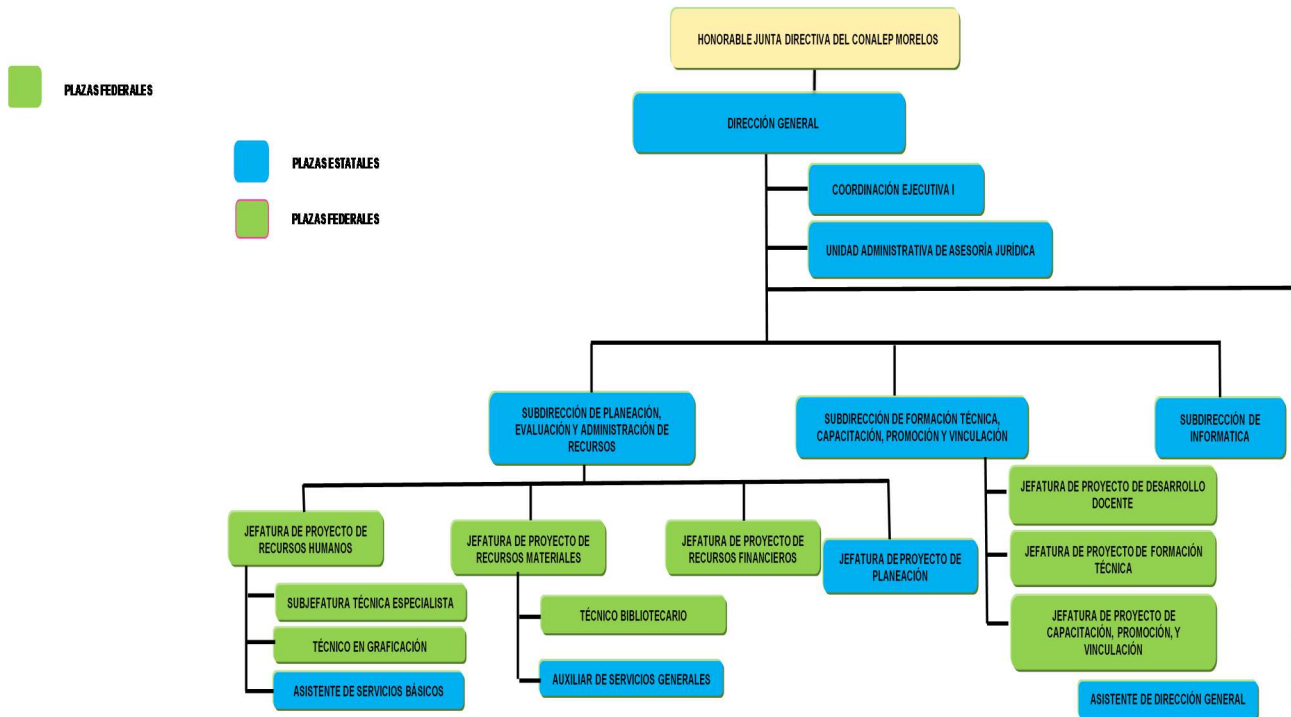 HONORABLE JUNTA DIRECTIVA DEL CONALEP MORELOS
PLAZAS FEDERALES
DIRECCIÓN GENERAL
PLAZAS ESTATALES
PLAZAS FEDERALES
COORDINACIÓN EJECUTIVA I
UNIDAD ADMINISTRATIVA DE ASESORÍA JURÍDICA
SUBDIRECCIÓN DE PLANEACIÓN,
EVALUACIÓN Y ADMINISTRACIÓN DE
RECURSOS
SUBDIRECCIÓN DE FORMACIÓN TÉCNICA,
CAPACITACIÓN, PROMOCIÓN Y VINCULACIÓN
SUBDIRECCIÓN DE
INFORMATICA
JEFATURA DE PROYECTO DE
RECURSOS HUMANOS
JEFATURA DE PROYECTO DE
RECURSOS MATERIALES
JEFATURA DE PROYECTO DE
RECURSOS FINANCIEROS
JEFATURA DE PROYECTO DE
PLANEACIÓN
JEFATURA DE PROYECTO DE DESARROLLO
DOCENTE
JEFATURA DE PROYECTO DE FORMACIÓN
TÉCNICA
JEFATURA DE PROYECTO DE
CAPACITACIÓN, PROMOCIÓN, Y
VINCULACIÓN
SUBJEFATURA TÉCNICA ESPECIALISTA
TÉCNICO EN GRAFICACIÓN
ASISTENTE DE SERVICIOS BÁSICOS
TÉCNICO BIBLIOTECARIO
AUXILIAR DE SERVICIOS GENERALES
ASISTENTE DE DIRECCIÓN GENERAL